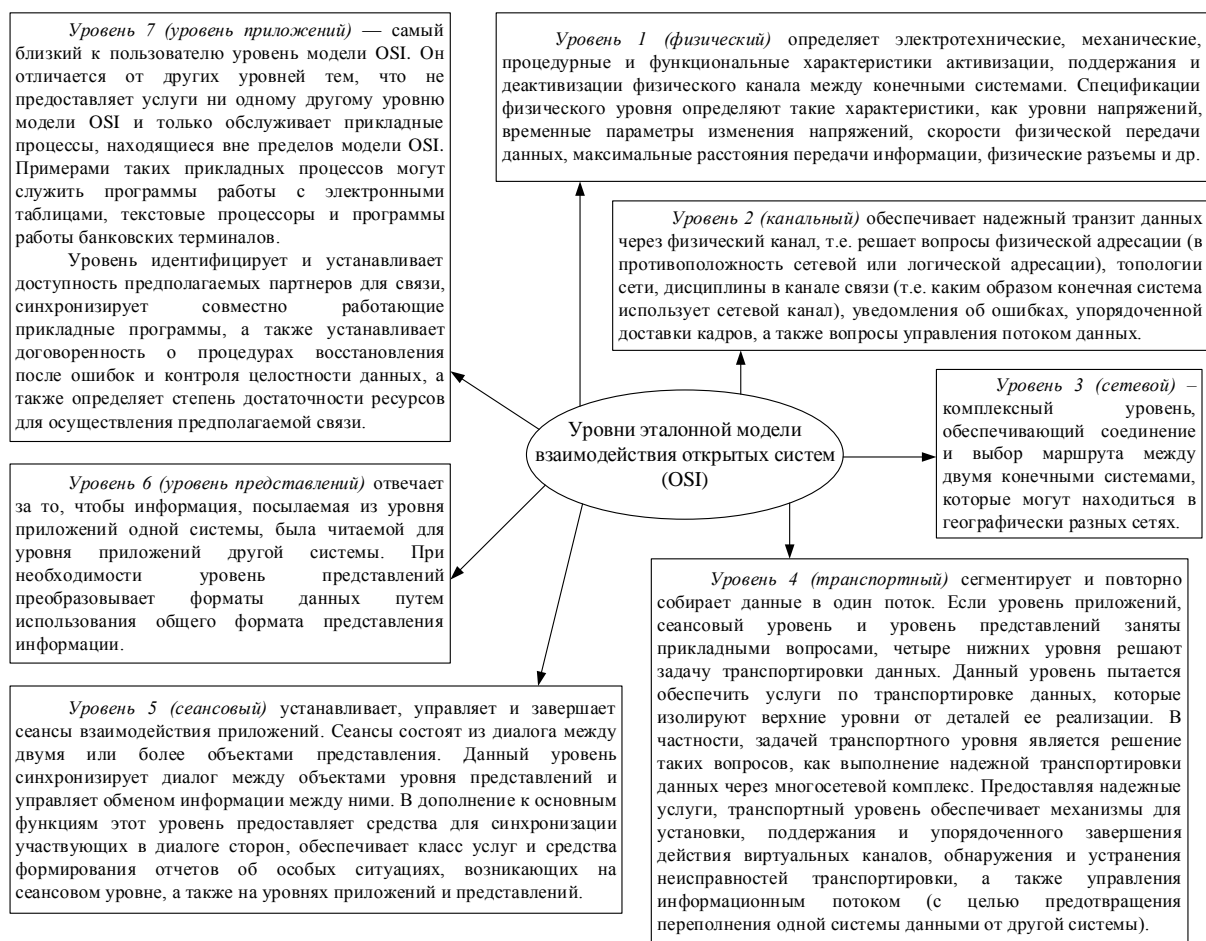 Уровень 7 (уровень приложений) — самый
близкий к пользователю уровень модели OSI. Он
отличается от других уровней тем, что не
предоставляет услуги ни одному другому уровню
модели OSI и только обслуживает прикладные
процессы, находящиеся вне пределов модели OSI.
Примерами таких прикладных процессов могут
служить программы работы с электронными
таблицами, текстовые процессоры и программы
работы банковских терминалов.
Уровень идентифицирует и устанавливает
доступность предполагаемых партнеров для связи,
синхронизирует совместно работающие
прикладные программы, а также устанавливает
договоренность о процедурах восстановления
после ошибок и контроля целостности данных, а
также определяет степень достаточности ресурсов
для осуществления предполагаемой связи.
Уровень 1 (физический) определяет электротехнические, механические,
процедурные и функциональные характеристики активизации, поддержания и
деактивизации физического канала между конечными системами. Спецификации
физического уровня определяют такие характеристики, как уровни напряжений,
временные параметры изменения напряжений, скорости физической передачи
данных, максимальные расстояния передачи информации, физические разъемы и др.
Уровень 2 (канальный) обеспечивает надежный транзит данных
через физический канал, т.е. решает вопросы физической адресации (в
противоположность сетевой или логической адресации), топологии
сети, дисциплины в канале связи (т.е. каким образом конечная система
использует сетевой канал), уведомления об ошибках, упорядоченной
доставки кадров, а также вопросы управления потоком данных.
Уровень 3 (сетевой) –
комплексный уровень,
обеспечивающий соединение
и выбор маршрута между
двумя конечными системами,
которые могут находиться в
географически разных сетях.
Уровни эталонной модели
взаимодействия открытых систем
(OSI)
Уровень 6 (уровень представлений) отвечает
за то, чтобы информация, посылаемая из уровня
приложений одной системы, была читаемой для
уровня приложений другой системы. При
необходимости уровень представлений
преобразовывает форматы данных путем
использования общего формата представления
информации.
Уровень 4 (транспортный) сегментирует и повторно
собирает данные в один поток. Если уровень приложений,
сеансовый уровень и уровень представлений заняты
прикладными вопросами, четыре нижних уровня решают
задачу транспортировки данных. Данный уровень пытается
обеспечить услуги по транспортировке данных, которые
изолируют верхние уровни от деталей ее реализации. В
частности, задачей транспортного уровня является решение
таких вопросов, как выполнение надежной транспортировки
данных через многосетевой комплекс. Предоставляя надежные
услуги, транспортный уровень обеспечивает механизмы для
установки, поддержания и упорядоченного завершения
действия виртуальных каналов, обнаружения и устранения
неисправностей транспортировки, а также управления
информационным потоком (с целью предотвращения
переполнения одной системы данными от другой системы).
Уровень 5 (сеансовый) устанавливает, управляет и завершает
сеансы взаимодействия приложений. Сеансы состоят из диалога между
двумя или более объектами представления. Данный уровень
синхронизирует диалог между объектами уровня представлений и
управляет обменом информации между ними. В дополнение к основным
функциям этот уровень предоставляет средства для синхронизации
участвующих в диалоге сторон, обеспечивает класс услуг и средства
формирования отчетов об особых ситуациях, возникающих на
сеансовом уровне, а также на уровнях приложений и представлений.